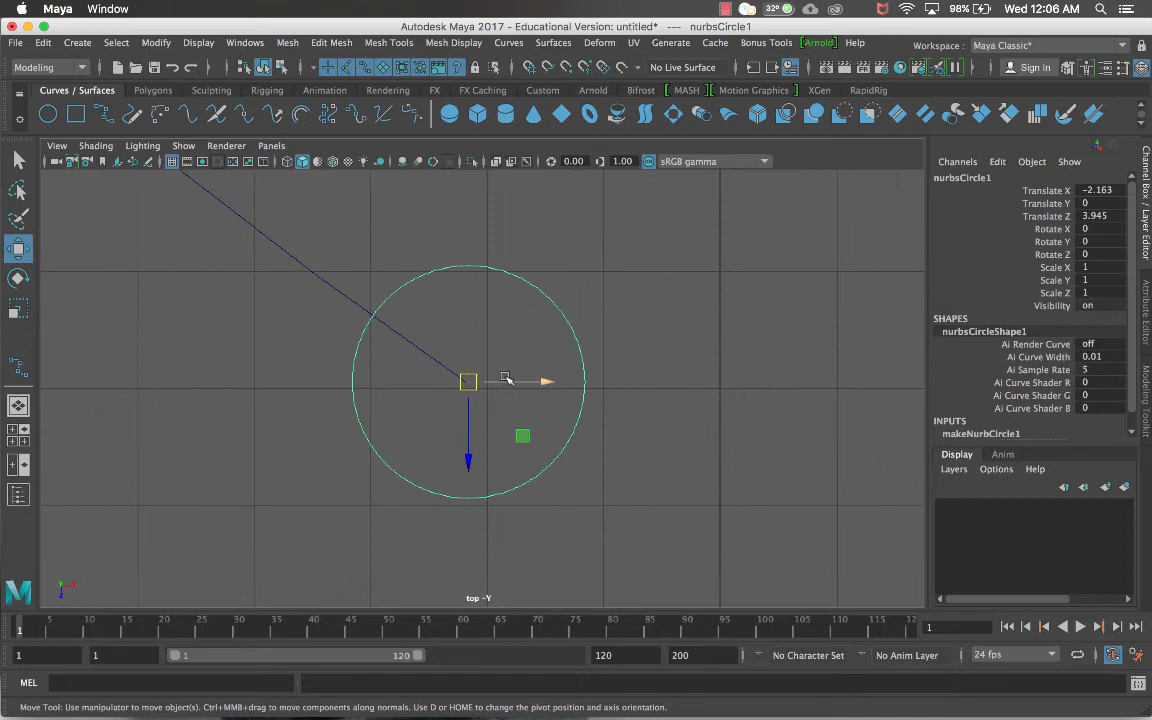 Maya Window 32° 98% Wed 12:06 AM
Autodesk Maya 2017 - Educational Version: untitled* --- nurbsCircle1
File Edit Create Select Modify Display Windows Mesh Edit Mesh Mesh Tools Mesh Display Curves Surfaces Deform UV Generate Cache Bonus Tools Arnold Help Workspace : Maya Classic*
Modeling No Live Surface Sign In
Curves / Surfaces Polygons Sculpting Rigging Animation Rendering FX FX Caching Custom Arnold Bifrost MASH Motion Graphics XGen RapidRig
View Shading Lighting Show Renderer Panels
0.00 1.00 ON sRGB gamma
Channels Edit Object Show
nurbsCircle1
Translate X -2.163
Translate Y 0
Translate Z 3.945
Rotate X 0
Rotate Y 0
Rotate Z 0
Scale X 1
Scale Y 1
Scale Z 1
Visibility on
SHAPES
nurbsCircleShape1
Ai Render Curve off
Ai Curve Width 0.01
Ai Sample Rate 5
Ai Curve Shader R 0
Ai Curve Shader G 0
Ai Curve Shader B 0
INPUTS
makeNurbCircle1
Display Anim
Layers Options Help
Channel Box / Layer Editor
Attribute Editor
Modeling Toolkit
top -Y
5 10 15 20 25 30 35 40 45 50 55 60 65 70 75 80 85 90 95 100 105 110 12
1 1
1 1 1 120 120 200 No Character Set No Anim Layer 24 fps
MEL
Move Tool: Use manipulator to move object(s). Ctrl+MMB+drag to move components along normals. Use D or HOME to change the pivot position and axis orientation.